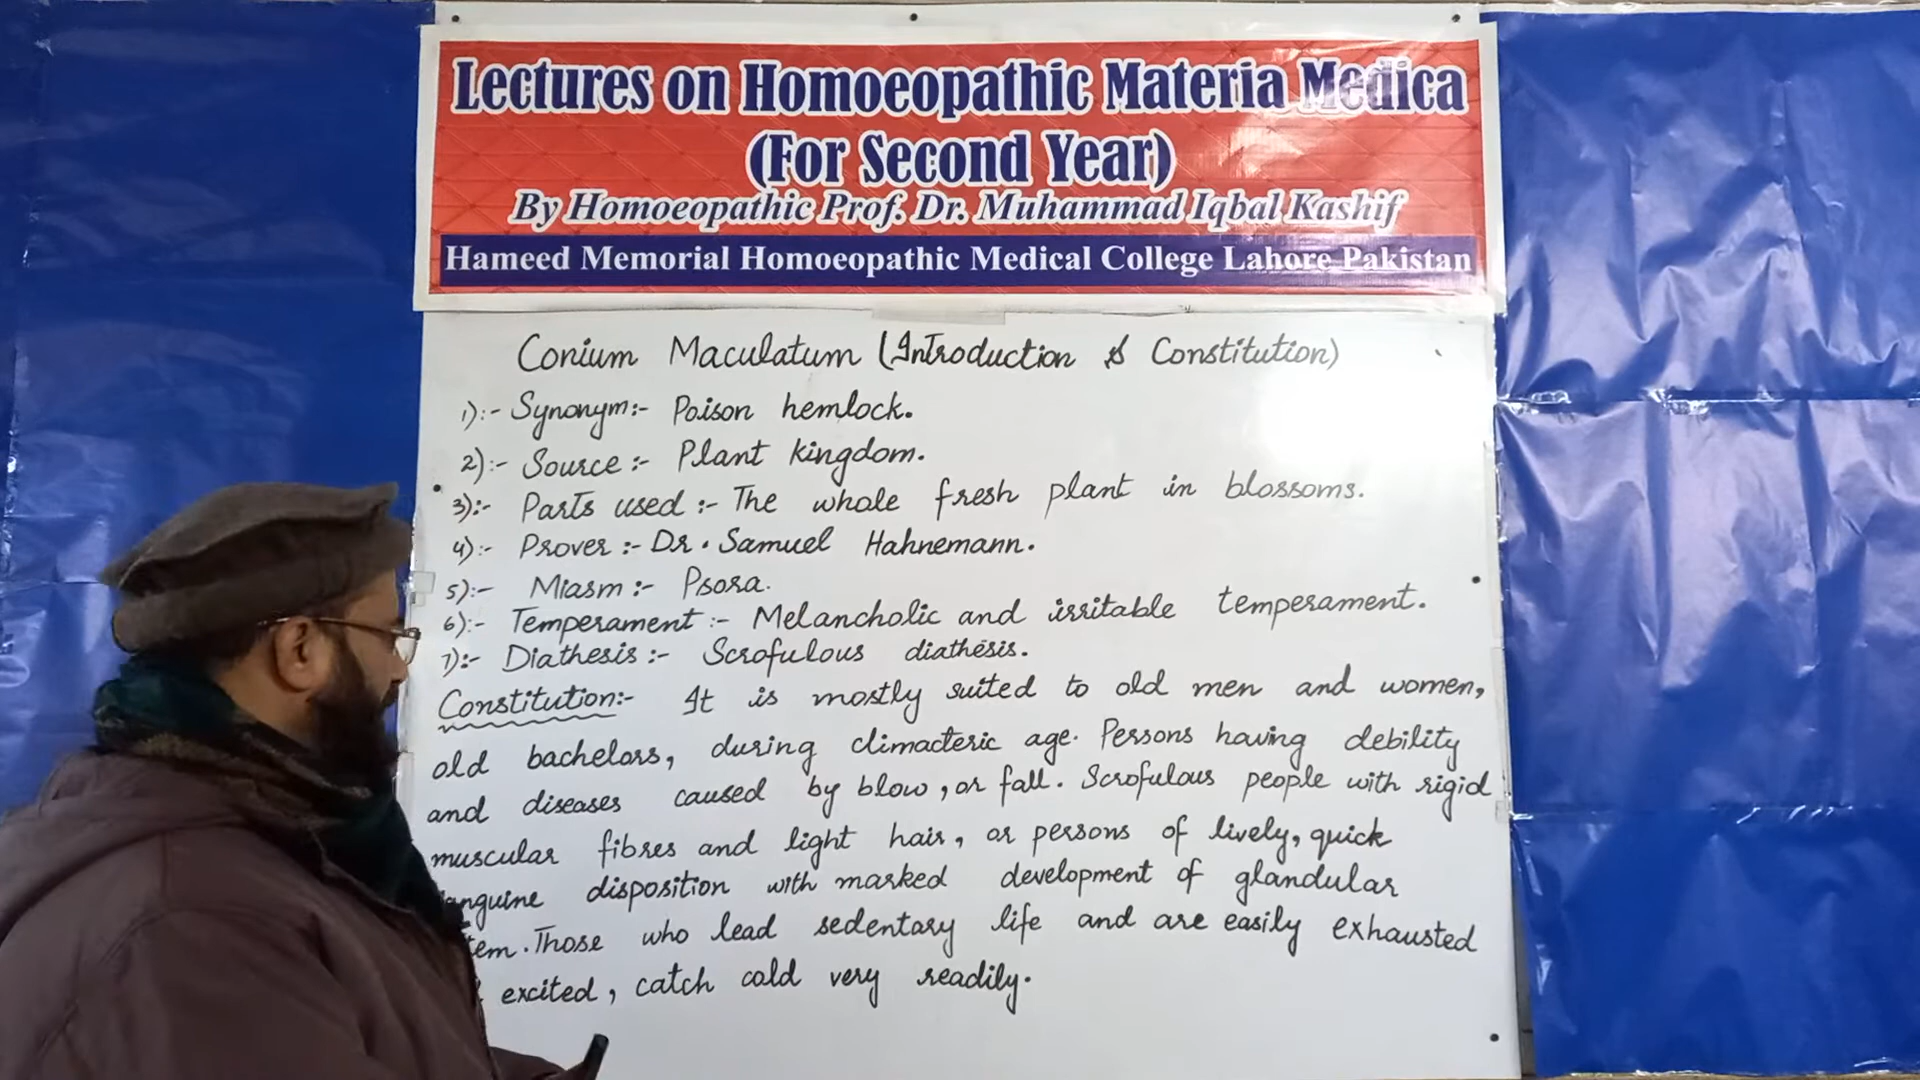 Lectures on Homoeopathic Materia Medica
(For Second Year)
By Homoeopathic Prof. Dr. Muhammad Iqbal Kashif
Hameed Memorial Homoeopathic Medical College Lahore Pakistan
Conium Maculatum (Introduction & Constitution)
1):- Synonym:- Poison hemlock.
2):- Source:- Plant kingdom.
3):- Parts used:- The whole fresh plant in blossoms.
4):- Prover:- Dr. Samuel Hahnemann.
5):- Miasm:- Psora.
6):- Temperament:- Melancholic and irritable temperament.
7):- Diathesis:- Scrofulous diathesis.
Constitution:- It is mostly suited to old men and women,
old bachelors, during climacteric age. Persons having debility
and diseases caused by blow, or fall. Scrofulous people with rigid
muscular fibres and light hair, or persons of lively, quick
disposition with marked development of glandular
Those who lead sedentary life and are easily exhausted
excited, catch cold very readily.